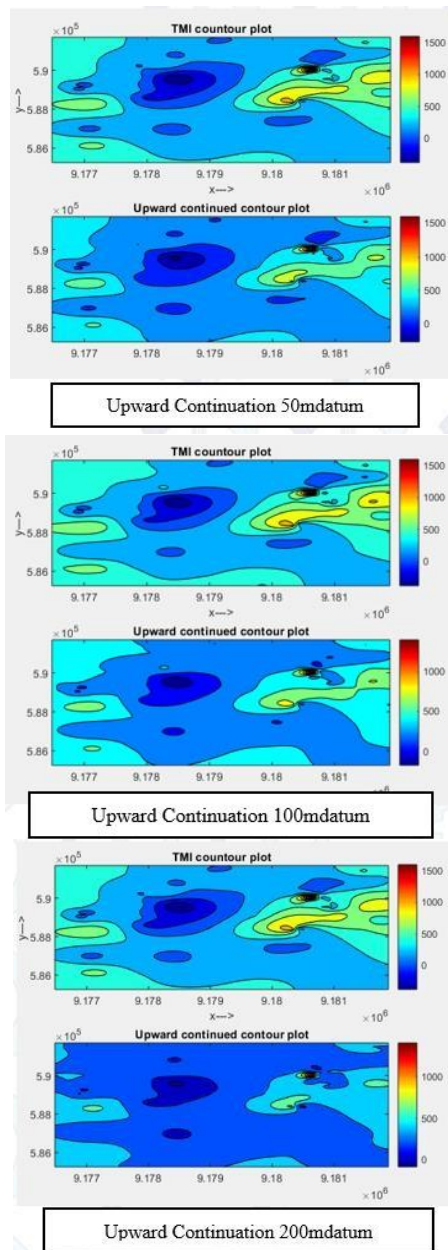 TMI countour plot
×10⁵
5.9
5.88
5.86
y--->
9.177 9.178 9.179 9.18 9.181
x--->
×10⁶
1500
1000
500
0
Upward continued contour plot
×10⁵
5.9
5.88
5.86
9.177 9.178 9.179 9.18 9.181
×10⁶
1500
1000
500
0
Upward Continuation 50mdatum
TMI countour plot
×10⁵
5.9
5.88
5.86
y--->
9.177 9.178 9.179 9.18 9.181
x--->
×10⁶
1500
1000
500
0
Upward continued contour plot
×10⁵
5.9
5.88
5.86
9.177 9.178 9.179 9.18 9.181
×10⁶
1000
500
0
Upward Continuation 100mdatum
TMI countour plot
×10⁵
5.9
5.88
5.86
y--->
9.177 9.178 9.179 9.18 9.181
x--->
×10⁶
1500
1000
500
0
Upward continued contour plot
×10⁵
5.9
5.88
5.86
9.177 9.178 9.179 9.18 9.181
×10⁶
1000
500
0
Upward Continuation 200mdatum